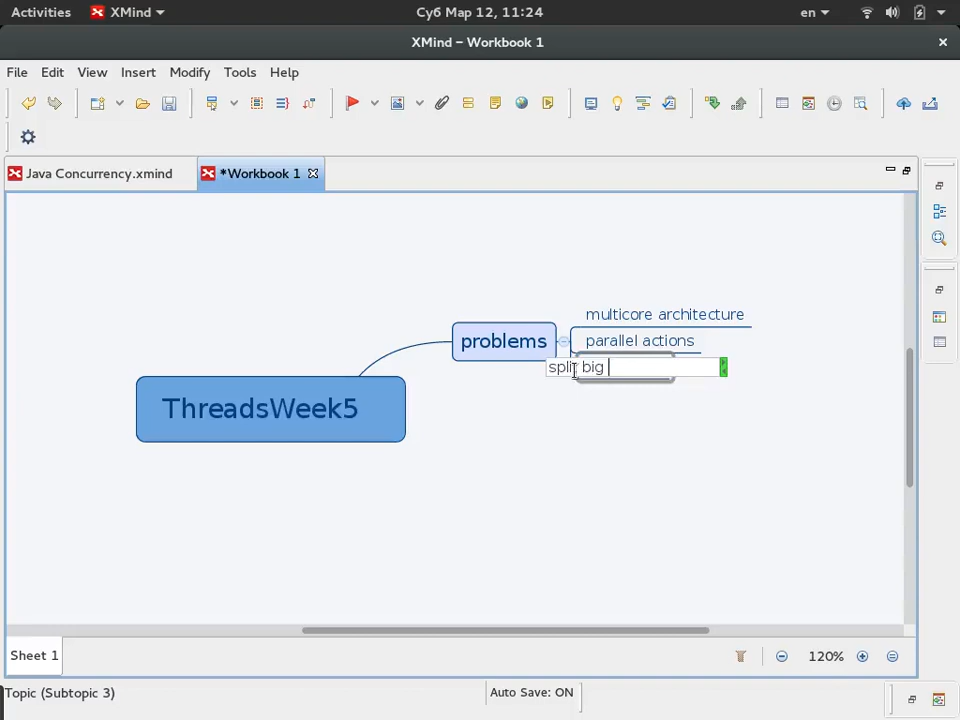 Activities XMind Суб Мар 12, 11:24 en
XMind – Workbook 1
File Edit View Insert Modify Tools Help
Java Concurrency.xmind *Workbook 1
multicore architecture
problems parallel actions
split big
ThreadsWeek5
Sheet 1 120%
Topic (Subtopic 3) Auto Save: ON